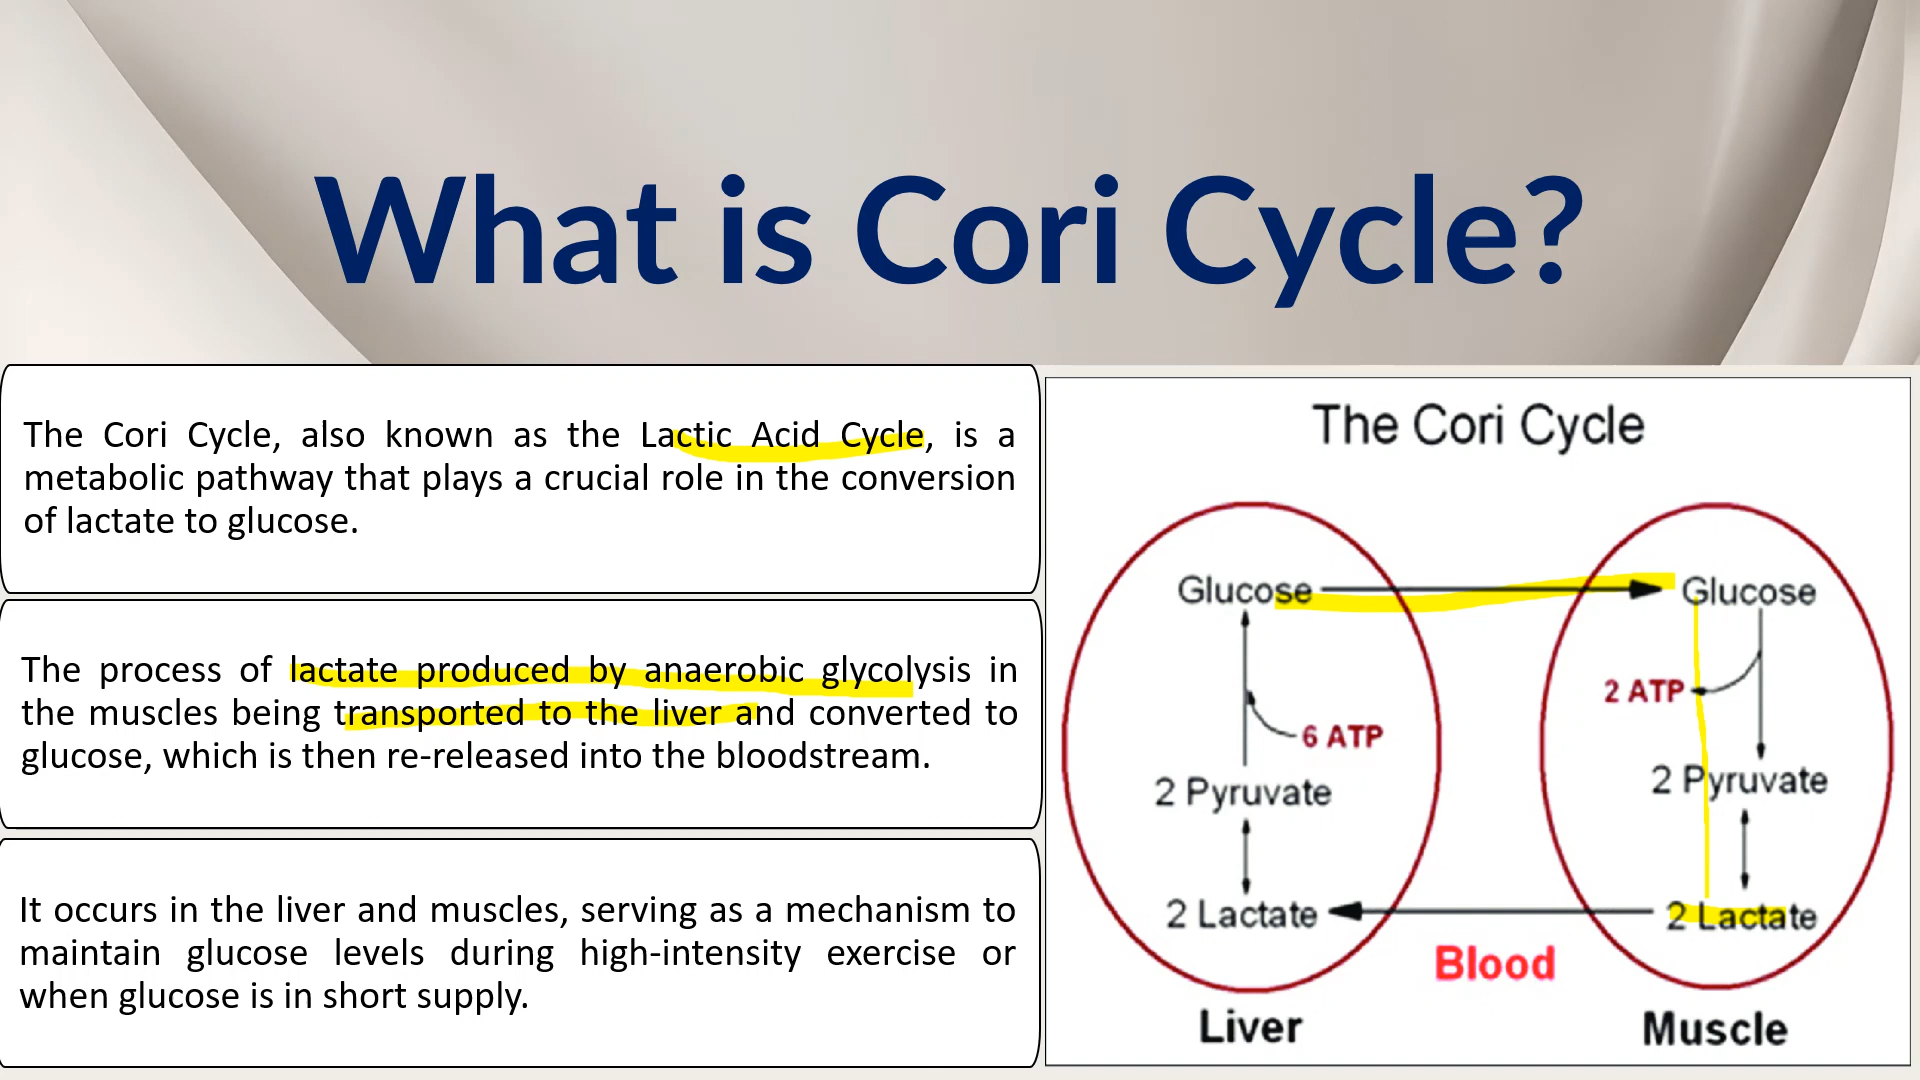 What is Cori Cycle?
The Cori Cycle, also known as the Lactic Acid Cycle, is a
metabolic pathway that plays a crucial role in the conversion
of lactate to glucose.
The process of lactate produced by anaerobic glycolysis in
the muscles being transported to the liver and converted to
glucose, which is then re-released into the bloodstream.
It occurs in the liver and muscles, serving as a mechanism to
maintain glucose levels during high-intensity exercise or
when glucose is in short supply.
The Cori Cycle
Glucose
Glucose
2 ATP
6 ATP
2 Pyruvate
2 Pyruvate
2 Lactate
2 Lactate
Blood
Liver
Muscle